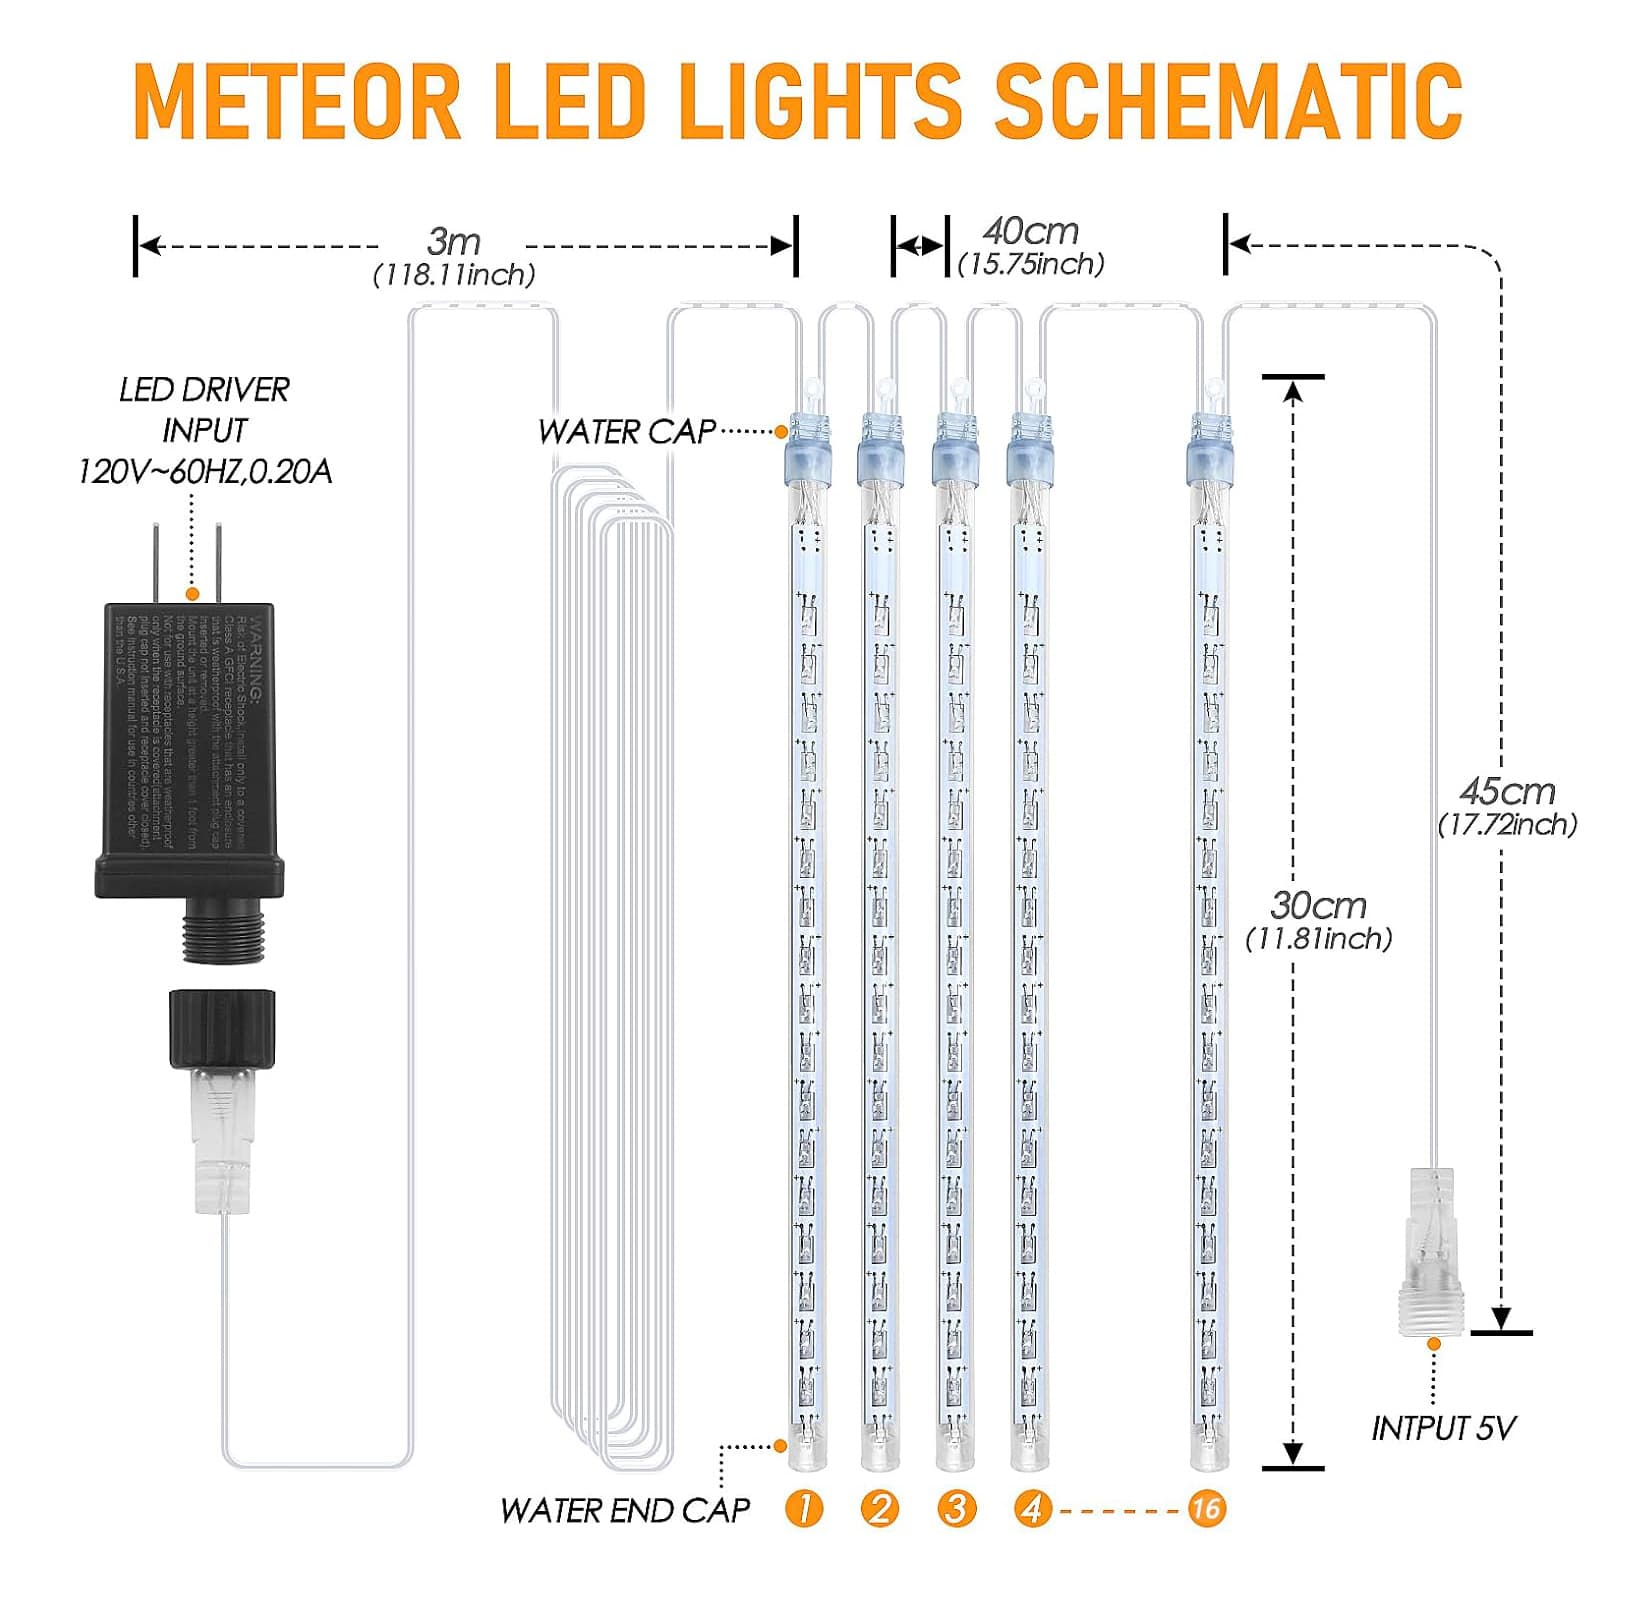 METEOR LED LIGHTS SCHEMATIC
3m
(118.11inch)
40cm
(15.75inch)
LED DRIVER
INPUT
120V~60HZ,0.20A
WATER CAP
WARNING:
Risk of Electric Shock,Install only to a covered
Class A GFCI receptacle that has an enclosure
that is weatherproof with the attachment plug cap
inserted or removed.
Mount the unit at a height greater than 1 foot from
the ground surface.
Not for use with receptacles that are weatherproof
only when the receptacle is covered(attachment
plug cap not inserted and receptacle cover closed).
See instruction manual for use in countries other
than the U.S.A.
45cm
(17.72inch)
30cm
(11.81inch)
INTPUT 5V
WATER END CAP
1
2
3
4
16